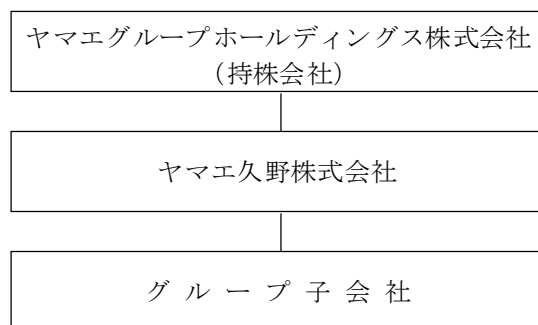 ヤマエグループホールディングス株式会社
（持株会社）
ヤマエ久野株式会社
グ ル ー プ 子 会 社